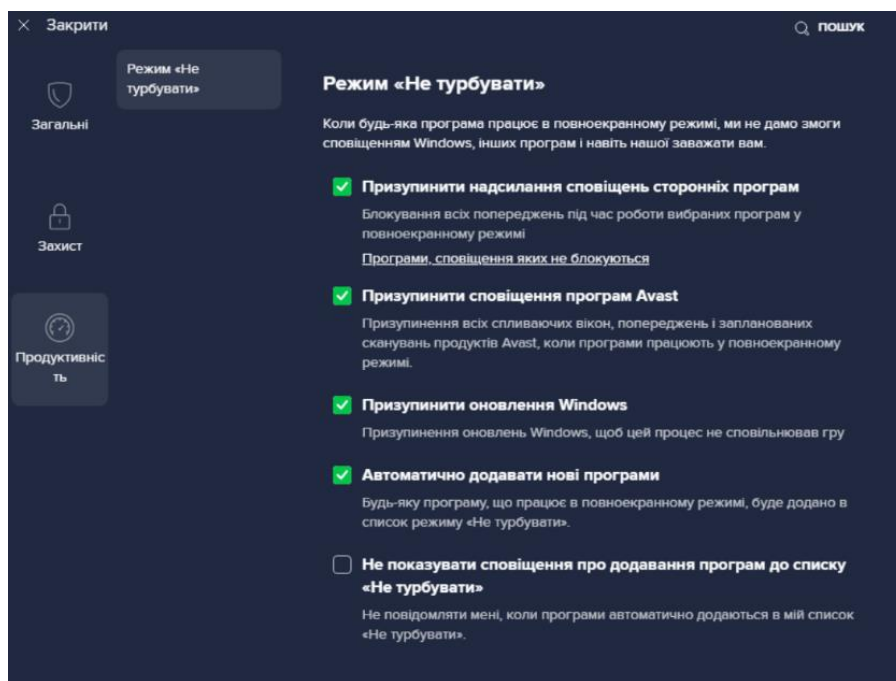 Закрити
ПОШУК
Загальні
Захист
Продуктивніс
ть
Режим «Не
турбувати»
Режим «Не турбувати»
Коли будь-яка програма працює в повноекранному режимі, ми не дамо змоги
сповіщенням Windows, інших програм і навіть нашої заважати вам.
Призупинити надсилання сповіщень сторонніх програм
Блокування всіх попереджень під час роботи вибраних програм у
повноекранному режимі
Програми, сповіщення яких не блокуються
Призупинити сповіщення програм Avast
Призупинення всіх спливаючих вікон, попереджень і запланованих
сканувань продуктів Avast, коли програми працюють у повноекранному
режимі.
Призупинити оновлення Windows
Призупинення оновлень Windows, щоб цей процес не сповільнював гру
Автоматично додавати нові програми
Будь-яку програму, що працює в повноекранному режимі, буде додано в
список режиму «Не турбувати».
Не показувати сповіщення про додавання програм до списку
«Не турбувати»
Не повідомляти мені, коли програми автоматично додаються в мій список
«Не турбувати».